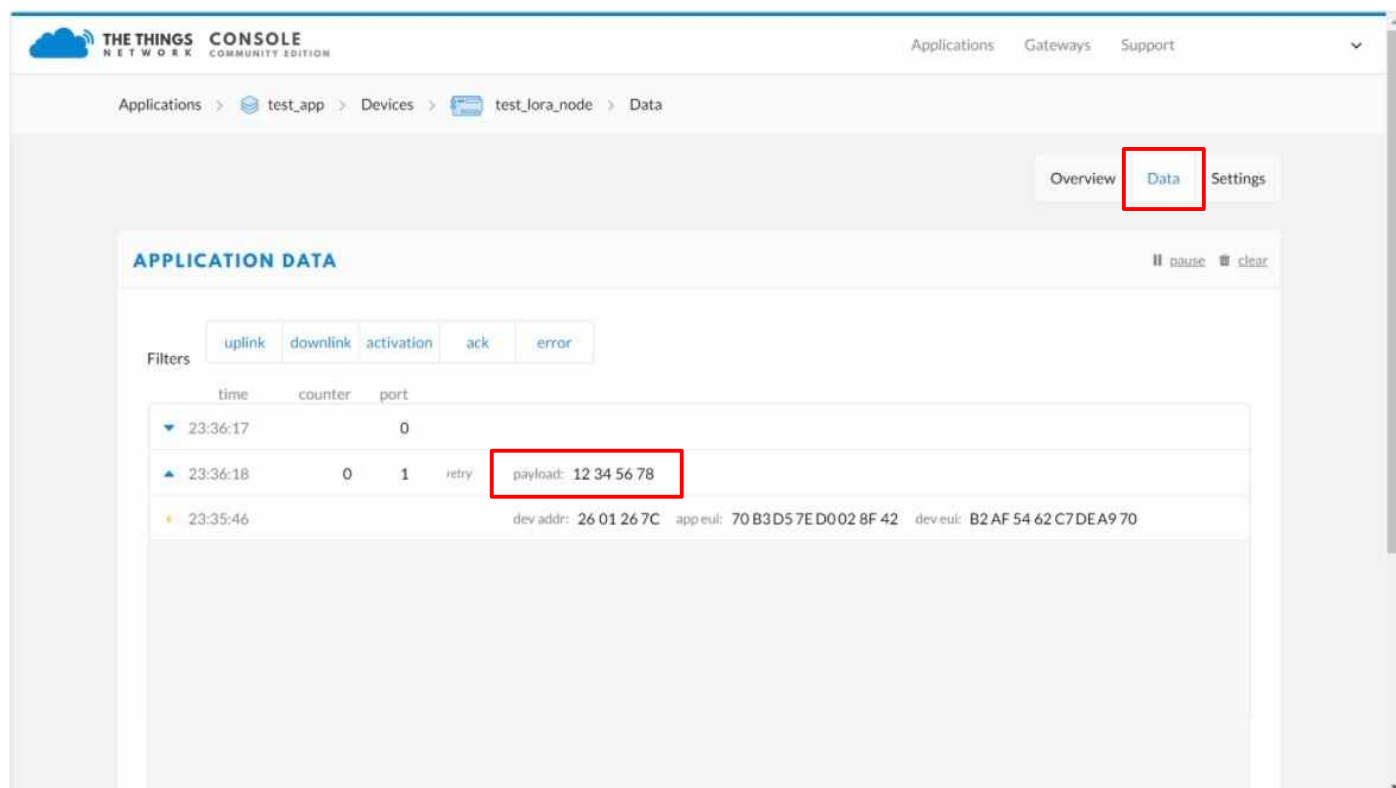 THE THINGS NETWORK CONSOLE COMMUNITY EDITION
Applications Gateways Support
Applications > test_app > Devices > test_lora_node > Data
Overview Data Settings
APPLICATION DATA
pause clear
Filters uplink downlink activation ack error
time counter port
23:36:17 0
23:36:18 0 1 retry payload: 12 34 56 78
23:35:46 dev addr: 26 01 26 7C app eui: 70 B3 D5 7E D0 02 8F 42 dev eui: B2 AF 54 62 C7 DE A9 70